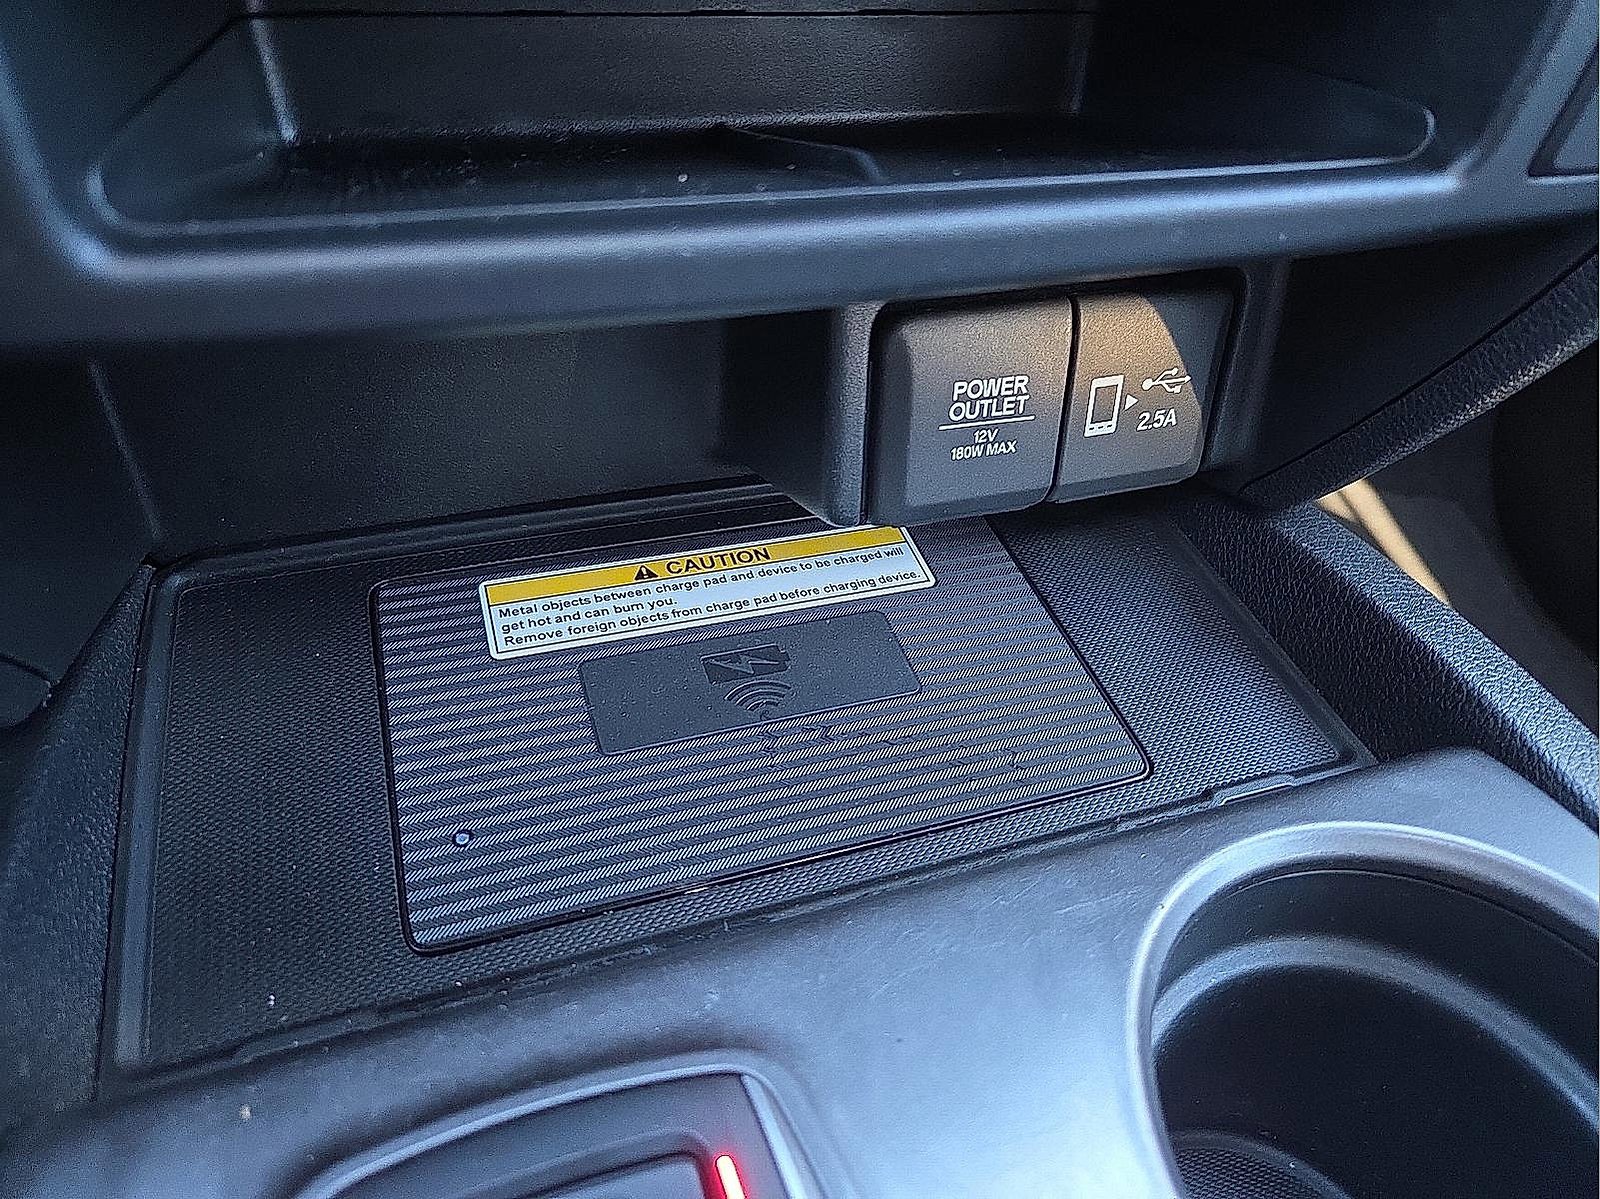 POWER
OUTLET
12V
180W MAX
2.5A
CAUTION
Metal objects between charge pad and device to be charged will
get hot and can burn you.
Remove foreign objects from charge pad before charging device.